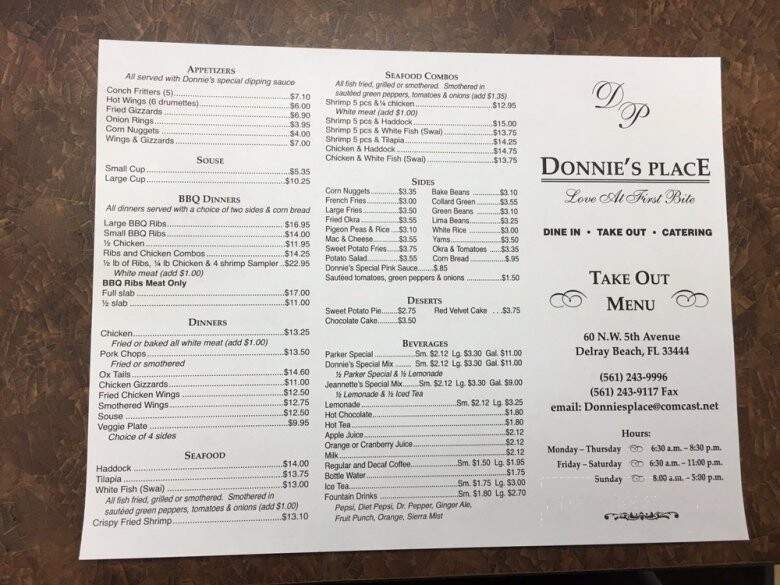 APPETIZERS
All served with Donnie's special dipping sauce
Conch Fritters (5)...$7.10
Hot Wings (6 drumettes)...$6.00
Fried Gizzards...$6.90
Onion Rings...$3.95
Corn Nuggets...$4.00
Wings & Gizzards...$7.00
SOUSE
Small Cup...$5.35
Large Cup...$10.25
BBQ DINNERS
All dinners served with a choice of two sides & corn bread
Large BBQ Ribs...$16.95
Small BBQ Ribs...$14.00
½ Chicken...$11.95
Ribs and Chicken Combos...$14.25
½ lb of Ribs, ¼ lb Chicken & 4 shrimp Sampler ..$22.95
White meat (add $1.00)
BBQ Ribs Meat Only
Full slab...$17.00
½ slab...$11.00
DINNERS
Chicken...$13.25
Fried or baked all white meat (add $1.00)
Pork Chops...$13.50
Fried or smothered
Ox Tails...$14.60
Chicken Gizzards...$11.00
Fried Chicken Wings...$12.50
Smothered Wings...$12.75
Souse...$12.50
Veggie Plate...$9.95
Choice of 4 sides
SEAFOOD
Haddock...$14.00
Tilapia...$13.75
White Fish (Swai)...$13.00
All fish fried, grilled or smothered. Smothered in
sautéed green peppers, tomatoes & onions (add $1.00)
Crispy Fried Shrimp...$13.10
SEAFOOD COMBOS
All fish fried, grilled or smothered. Smothered in
sautéed green peppers, tomatoes & onions (add $1.35)
Shrimp 5 pcs &¼ chicken...$12.95
White meat (add $1.00)
Shrimp 5 pcs & Haddock...$15.00
Shrimp 5 pcs & White Fish (Swai)...$13.75
Shrimp 5 pcs & Tilapia...$14.25
Chicken & Haddock...$14.75
Chicken & White Fish (Swai)...$13.75
SIDES
Corn Nuggets...$3.35 Bake Beans...$3.10
French Fries...$3.00 Collard Green...$3.55
Large Fries...$3.50 Green Beans...$3.10
Fried Okra...$3.55 Lima Beans...$3.25
Pigeon Peas & Rice...$3.10 White Rice...$3.00
Mac & Cheese...$3.55 Yams...$3.50
Sweet Potato Fries...$3.75 Okra & Tomatoes...$3.35
Potato Salad...$3.55 Corn Bread...$.95
Donnie's Special Pink Sauce...$.85
Sautéed tomatoes, green peppers & onions...$1.50
DESERTS
Sweet Potato Pie...$2.75 Red Velvet Cake ...$3.75
Chocolate Cake...$3.50
BEVERAGES
Parker Special...Sm. $2.12 Lg. $3.30 Gal. $11.00
Donnie's Special Mix...Sm. $2.12 Lg. $3.30 Gal. $11.00
½ Parker Special & ½ Lemonade
Jeannette's Special Mix...Sm. $2.12 Lg. $3.30 Gal. $9.00
½ Lemonade & ½ Iced Tea
Lemonade...Sm. $2.12 Lg. $3.25
Hot Chocolate...$1.80
Hot Tea...$1.80
Apple Juice...$2.12
Orange or Cranberry Juice...$2.12
Milk...$2.12
Regular and Decaf Coffee...Sm. $1.50 Lg. $1.95
Bottle Water...$1.75
Ice Tea...Sm. $1.75 Lg. $3.00
Fountain Drinks...Sm. $1.80 Lg. $2.70
Pepsi, Diet Pepsi, Dr. Pepper, Ginger Ale,
Fruit Punch, Orange, Sierra Mist
DP
DONNIE'S PLACE
Love At First Bite
DINE IN • TAKE OUT • CATERING
TAKE OUT
MENU
60 N.W. 5th Avenue
Delray Beach, FL 33444
(561) 243-9996
(561) 243-9117 Fax
email: Donniesplace@comcast.net
Hours:
Monday – Thursday 6:30 a.m. – 8:30 p.m.
Friday – Saturday 6:30 a.m. – 11:00 p.m.
Sunday 8:00 a.m. – 5:00 p.m.